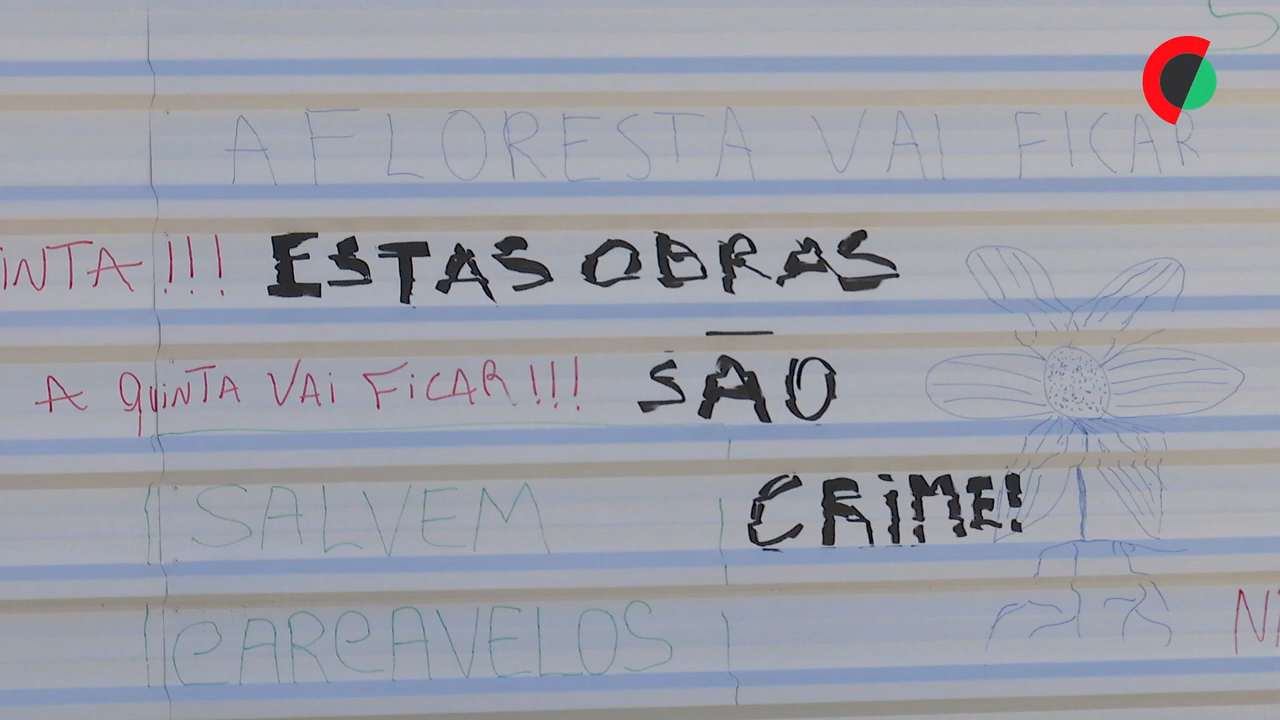 A FLORESTA VAI FICAR
INTA!!! ESTAS OBRAS
A QUINTA VAI FICAR!!! SÃO
SALVEM CRIME!
CARCAVELOS